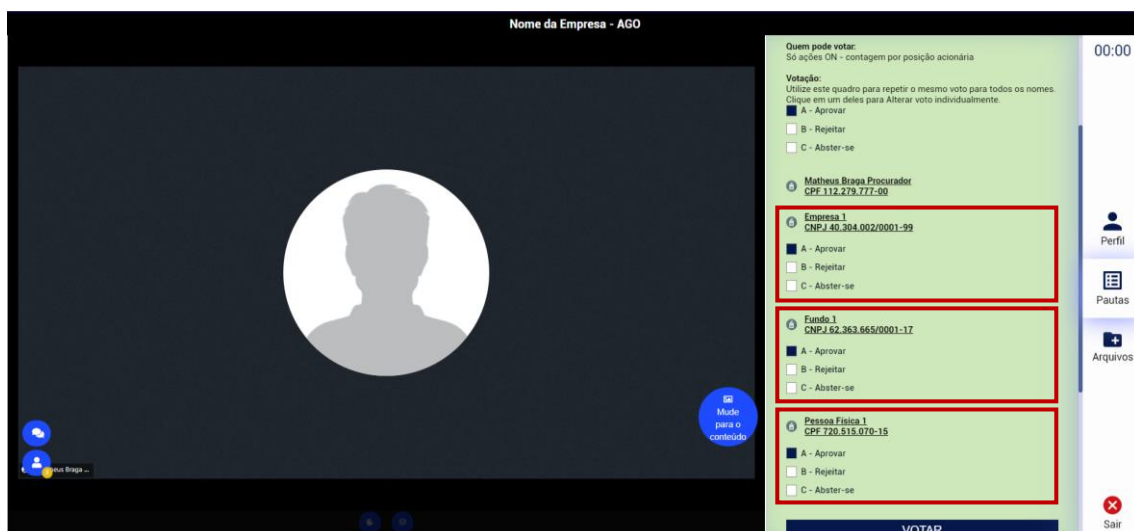 Nome da Empresa - AGO
Quem pode votar:
Só ações ON - contagem por posição acionária
Votação:
Utilize este quadro para repetir o mesmo voto para todos os nomes.
Clique em um deles para Alterar voto individualmente.
A - Aprovar
B - Rejeitar
C - Abster-se
Matheus Braga Procurador
CPF 112.279.777-00
Empresa 1
CNPJ 40.304.002/0001-99
A - Aprovar
B - Rejeitar
C - Abster-se
Fundo 1
CNPJ 62.363.665/0001-17
A - Aprovar
B - Rejeitar
C - Abster-se
Pessoa Física 1
CPF 720.515.070-15
A - Aprovar
B - Rejeitar
C - Abster-se
VOTAR
00:00
Perfil
Pautas
Arquivos
Sair
Mude
para o
conteúdo
Braga ...